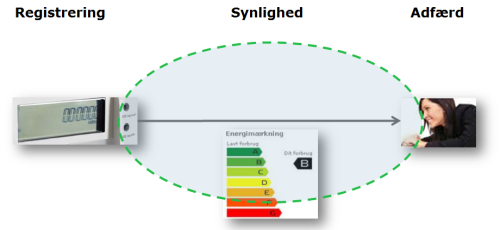 Registrering Synlighed Adfærd
Energimærkning
Lavt forbrug
Dit forbrug
A
B
B
C
D
E
F
G